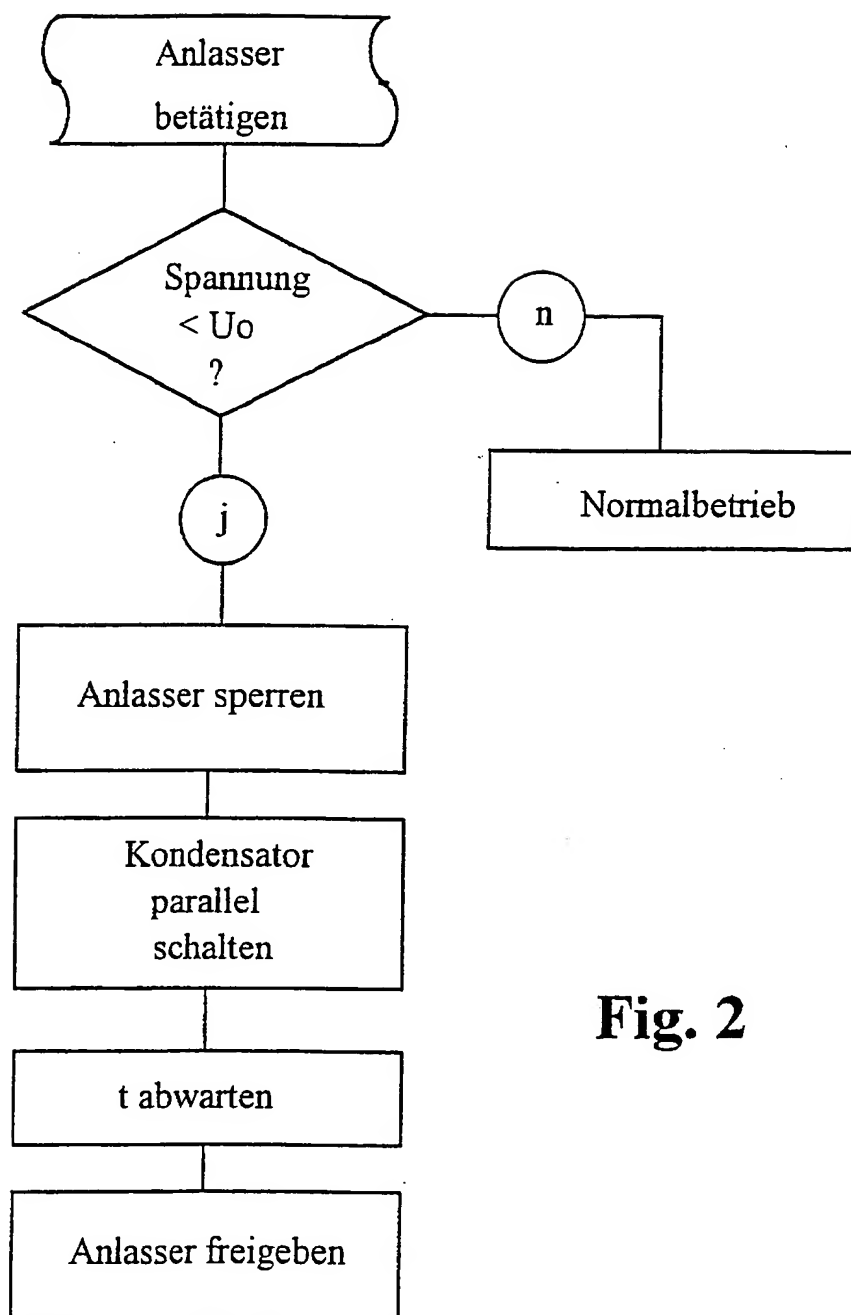 Anlasser
betätigen
Spannung
< Uo
?
n
j
Normalbetrieb
Anlasser sperren
Kondensator
parallel
schalten
t abwarten
Anlasser freigeben
Fig. 2